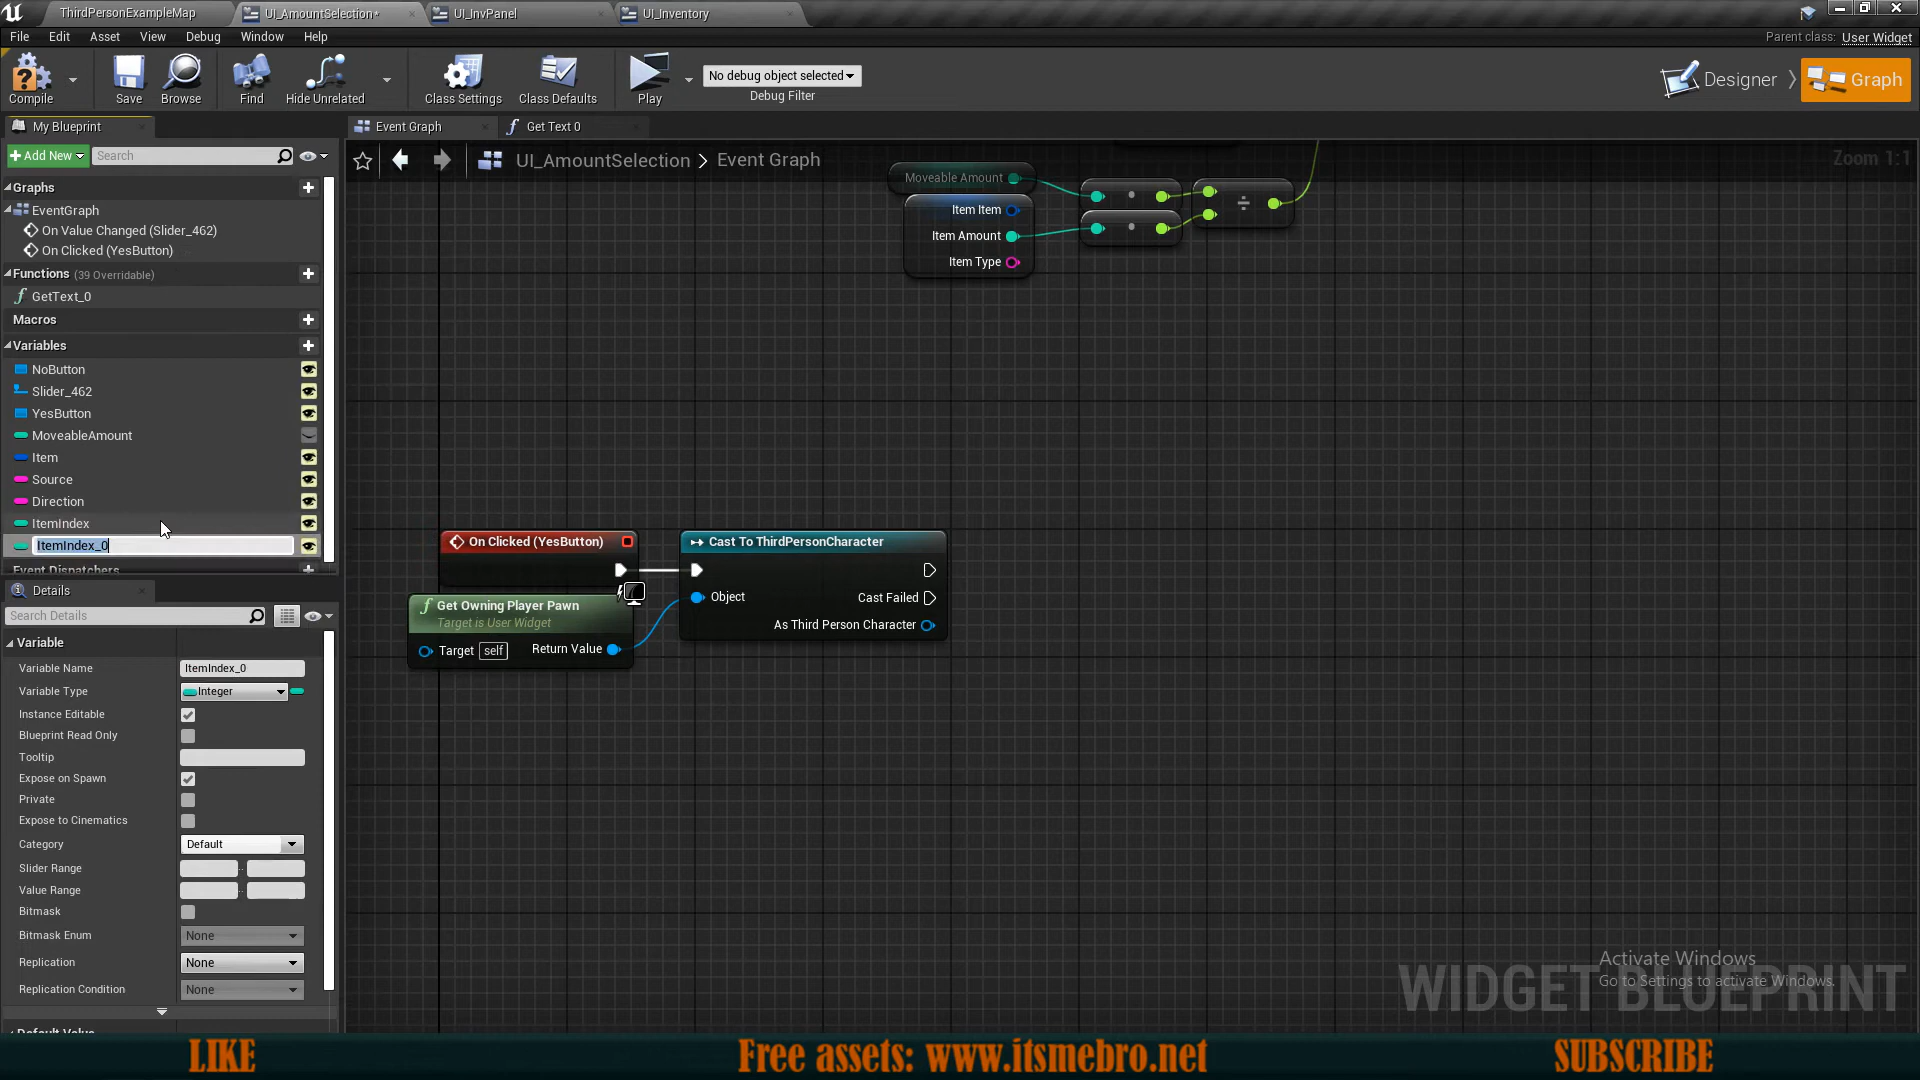 ThirdPersonExampleMap
UI_AmountSelection*
UI_InvPanel
UI_Inventory
File Edit Asset View Debug Window Help
Parent class: User Widget
Compile
Save
Browse
Find
Hide Unrelated
Class Settings
Class Defaults
Play
No debug object selected
Debug Filter
Designer
Graph
My Blueprint
Event Graph
Get Text 0
Add New
Search
UI_AmountSelection > Event Graph
Zoom 1:1
Graphs
EventGraph
On Value Changed (Slider_462)
On Clicked (YesButton)
Functions (39 Overridable)
GetText_0
Macros
Variables
NoButton
Slider_462
YesButton
MoveableAmount
Item
Source
Direction
ItemIndex
ItemIndex_0
Event Dispatchers
Moveable Amount
Item Item
Item Amount
Item Type
On Clicked (YesButton)
Get Owning Player Pawn
Target is User Widget
Target self
Return Value
Cast To ThirdPersonCharacter
Object
Cast Failed
As Third Person Character
Details
Search Details
Variable
Variable Name ItemIndex_0
Variable Type Integer
Instance Editable
Blueprint Read Only
Tooltip
Expose on Spawn
Private
Expose to Cinematics
Category Default
Slider Range
Value Range
Bitmask
Bitmask Enum None
Replication None
Replication Condition None
Default Value
Activate Windows
Go to Settings to activate Windows.
WIDGET BLUEPRINT
LIKE
Free assets: www.itsmebro.net
SUBSCRIBE